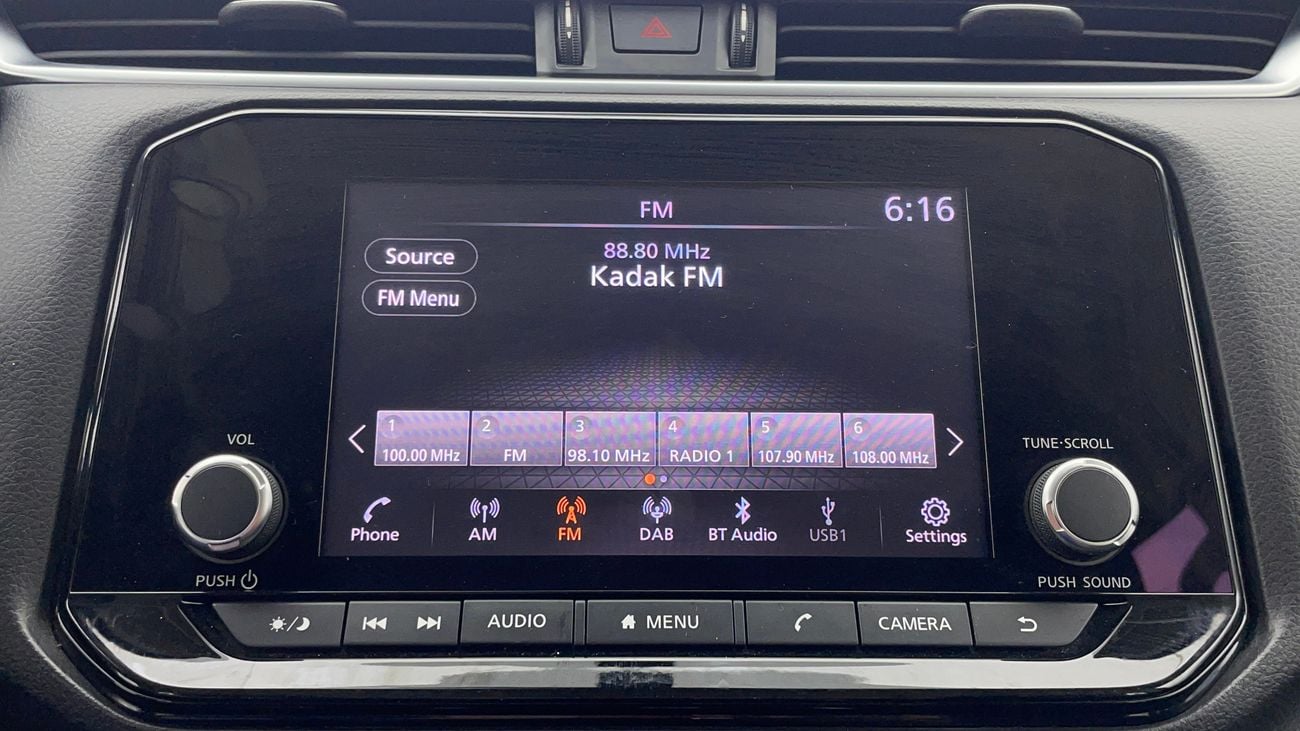 FM
6:16
Source
88.80 MHz
Kadak FM
FM Menu
1
100.00 MHz
2
FM
3
98.10 MHz
4
RADIO 1
5
107.90 MHz
6
108.00 MHz
Phone
AM
FM
DAB
BT Audio
USB1
Settings
VOL
PUSH
TUNE·SCROLL
PUSH SOUND
AUDIO
MENU
CAMERA